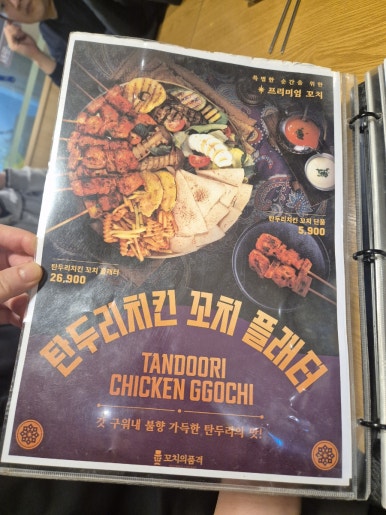 특별한 순간을 위한
프리미엄 꼬치
탄두리치킨 꼬치 단품
5,900
탄두리치킨 꼬치 플래터
26,900
탄두리치킨 꼬치 플래터
TANDOORI
CHICKEN GGOCHI
갓 구워내 불향 가득한 탄두리의 맛!
꼬치의품격